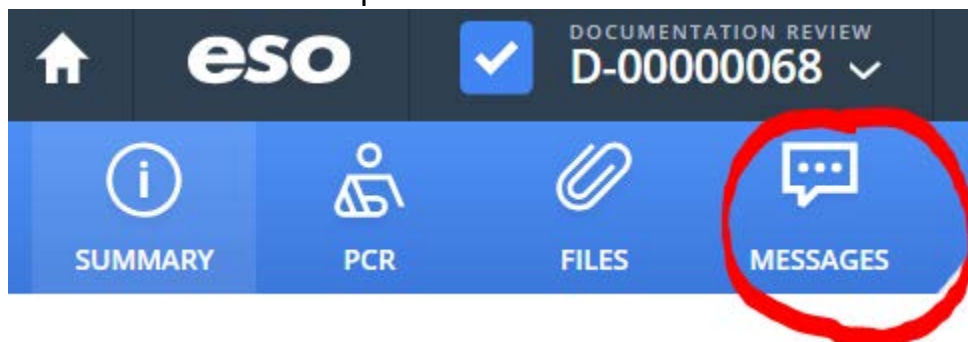 eso
DOCUMENTATION REVIEW
D-00000068
SUMMARY PCR FILES MESSAGES